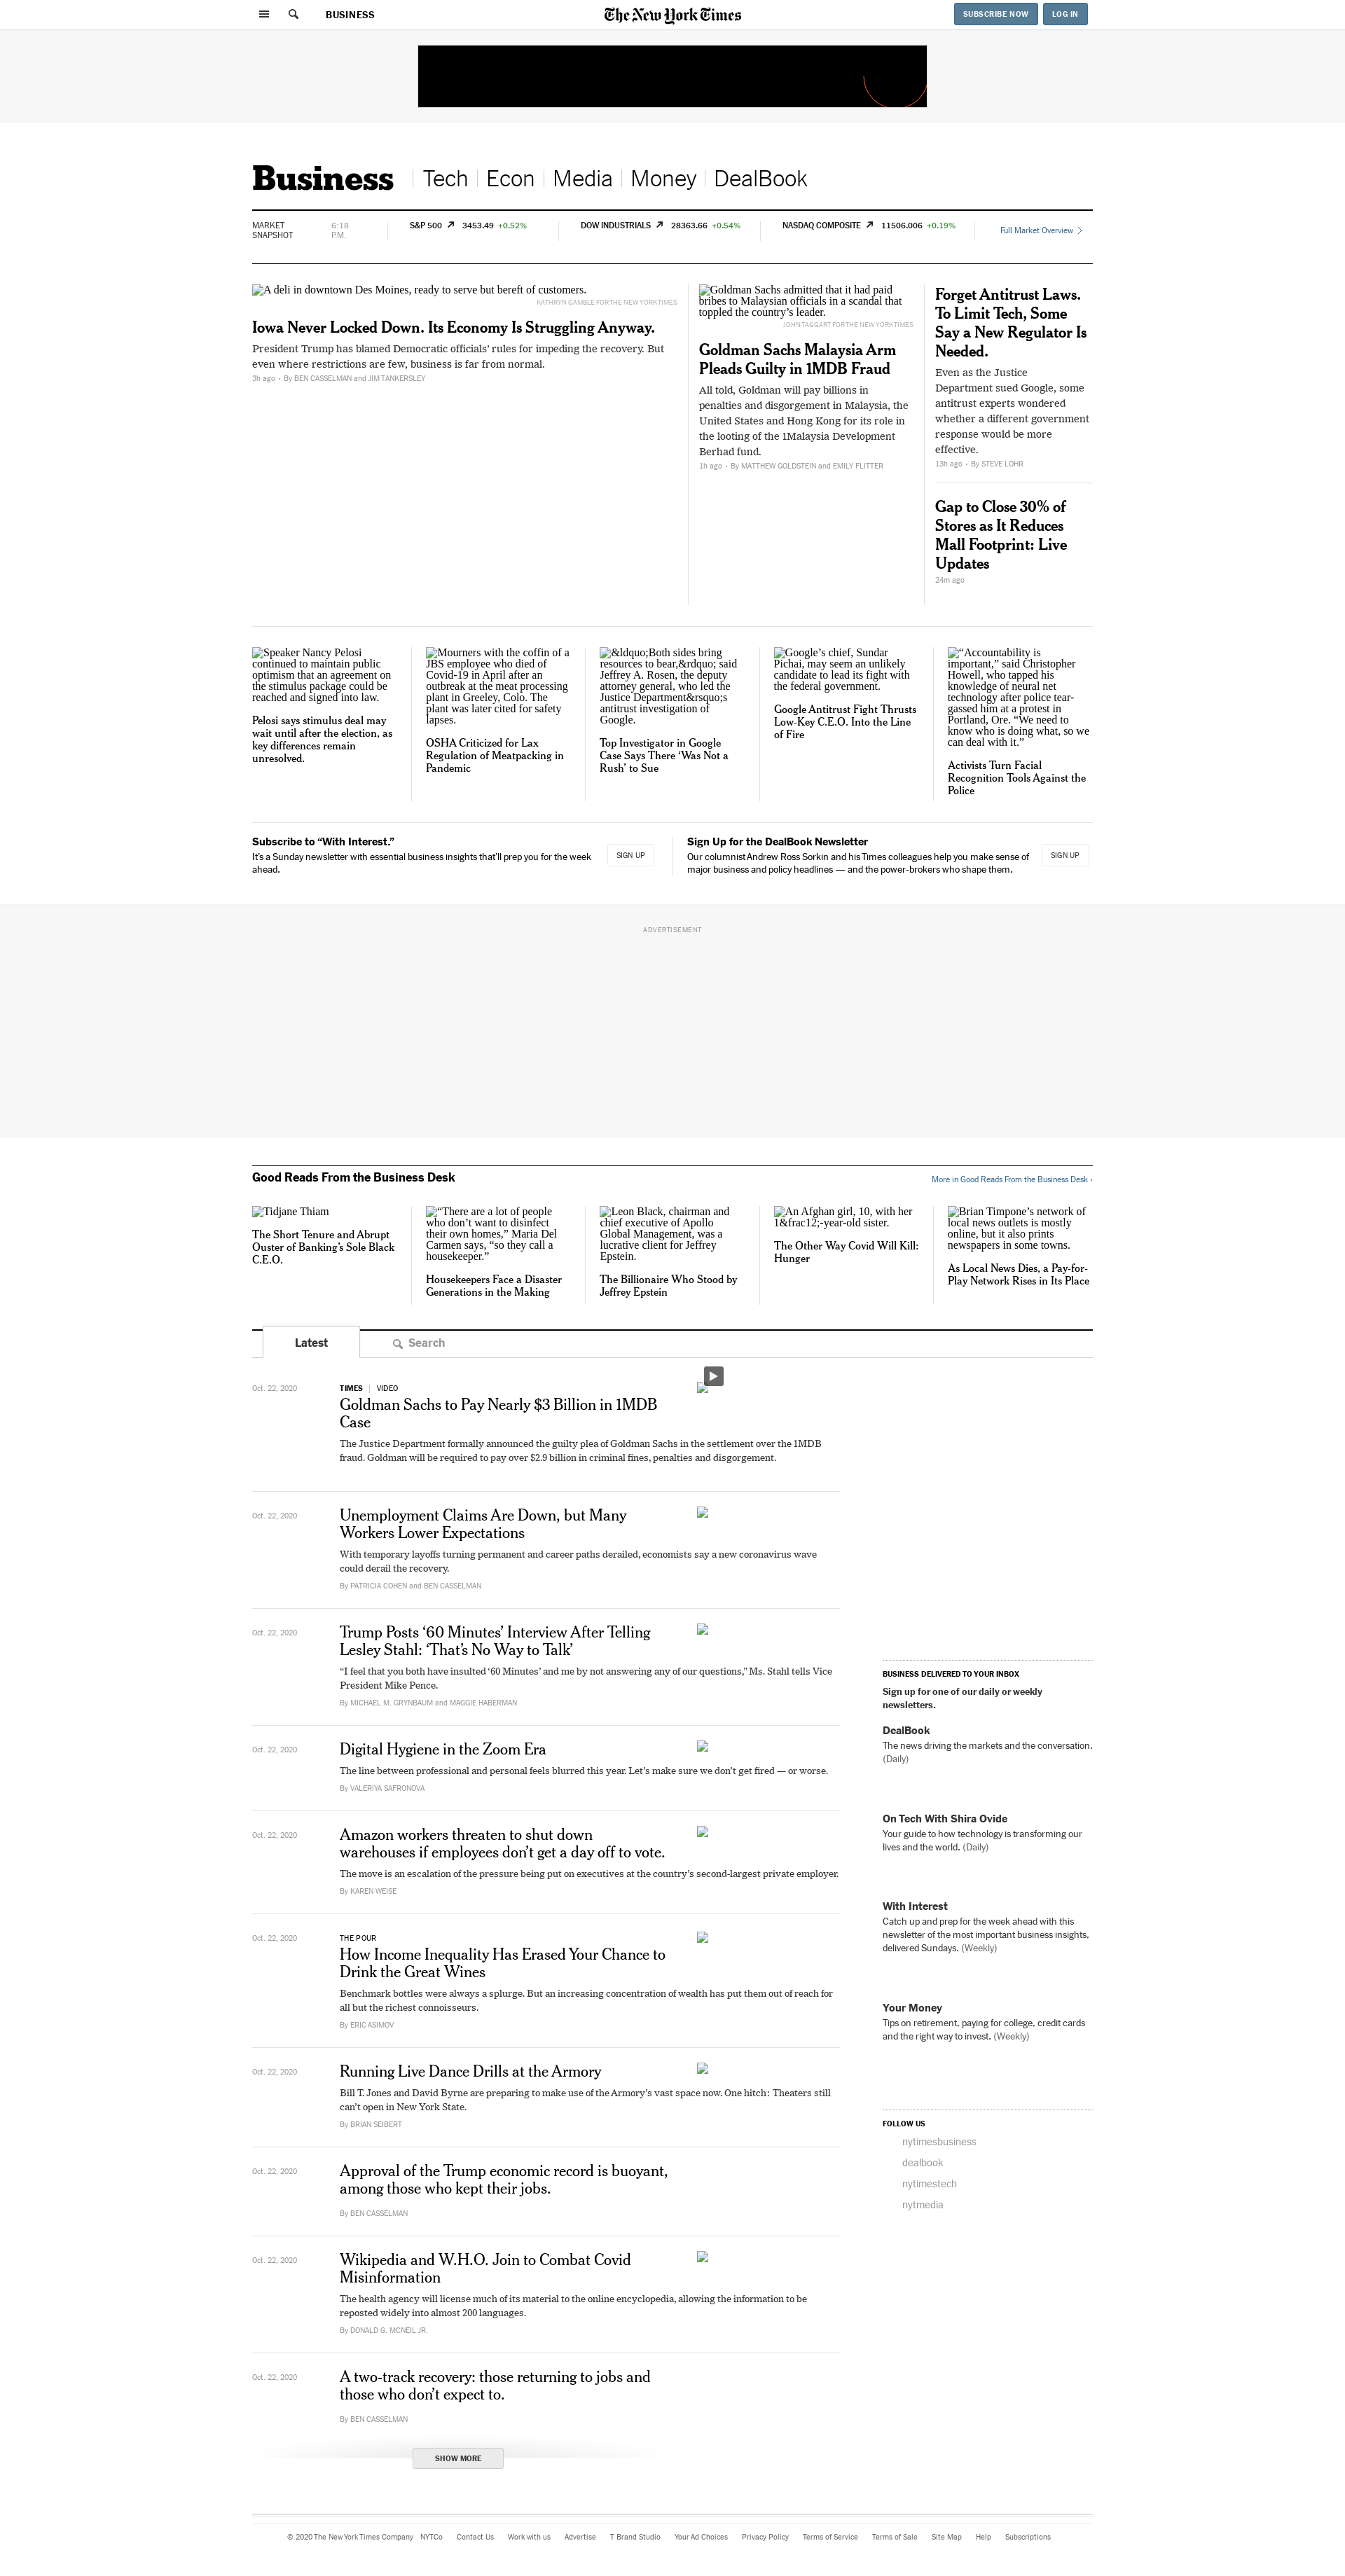 BUSINESS
The New York Times
SUBSCRIBE NOW
LOG IN
Business
Tech
Econ
Media
Money
DealBook
MARKET
SNAPSHOT
6:18
P.M.
S&P 500 3453.49 +0.52%
DOW INDUSTRIALS 28363.66 +0.54%
NASDAQ COMPOSITE 11506.006 +0.19%
Full Market Overview
A deli in downtown Des Moines, ready to serve but bereft of customers.
KATHRYN GAMBLE FOR THE NEW YORK TIMES
Iowa Never Locked Down. Its Economy Is Struggling Anyway.
President Trump has blamed Democratic officials' rules for impeding the recovery. But
even where restrictions are few, business is far from normal.
3h ago · By BEN CASSELMAN and JIM TANKERSLEY
Goldman Sachs admitted that it had paid
bribes to Malaysian officials in a scandal that
toppled the country's leader.
JOHN TAGGART FOR THE NEW YORK TIMES
Goldman Sachs Malaysia Arm
Pleads Guilty in 1MDB Fraud
All told, Goldman will pay billions in
penalties and disgorgement in Malaysia, the
United States and Hong Kong for its role in
the looting of the 1Malaysia Development
Berhad fund.
1h ago · By MATTHEW GOLDSTEIN and EMILY FLITTER
Forget Antitrust Laws.
To Limit Tech, Some
Say a New Regulator Is
Needed.
Even as the Justice
Department sued Google, some
antitrust experts wondered
whether a different government
response would be more
effective.
13h ago · By STEVE LOHR
Gap to Close 30% of
Stores as It Reduces
Mall Footprint: Live
Updates
24m ago
Speaker Nancy Pelosi
continued to maintain public
optimism that an agreement on
the stimulus package could be
reached and signed into law.
Pelosi says stimulus deal may
wait until after the election, as
key differences remain
unresolved.
Mourners with the coffin of a
JBS employee who died of
Covid-19 in April after an
outbreak at the meat processing
plant in Greeley, Colo. The
plant was later cited for safety
lapses.
OSHA Criticized for Lax
Regulation of Meatpacking in
Pandemic
&ldquo;Both sides bring
resources to bear,&rdquo; said
Jeffrey A. Rosen, the deputy
attorney general, who led the
Justice Department&rsquo;s
antitrust investigation of
Google.
Top Investigator in Google
Case Says There ‘Was Not a
Rush’ to Sue
Google’s chief, Sundar
Pichai, may seem an unlikely
candidate to lead its fight with
the federal government.
Google Antitrust Fight Thrusts
Low-Key C.E.O. Into the Line
of Fire
“Accountability is
important,” said Christopher
Howell, who tapped his
knowledge of neural net
technology after police tear-
gassed him at a protest in
Portland, Ore. “We need to
know who is doing what, so we
can deal with it.”
Activists Turn Facial
Recognition Tools Against the
Police
Subscribe to “With Interest.”
It’s a Sunday newsletter with essential business insights that’ll prep you for the week
ahead.
SIGN UP
Sign Up for the DealBook Newsletter
Our columnist Andrew Ross Sorkin and his Times colleagues help you make sense of
major business and policy headlines — and the power-brokers who shape them.
SIGN UP
ADVERTISEMENT
Good Reads From the Business Desk
More in Good Reads From the Business Desk ›
Tidjane Thiam
The Short Tenure and Abrupt
Ouster of Banking’s Sole Black
C.E.O.
“There are a lot of people
who don’t want to disinfect
their own homes,” Maria Del
Carmen says, “so they call a
housekeeper.”
Housekeepers Face a Disaster
Generations in the Making
Leon Black, chairman and
chief executive of Apollo
Global Management, was a
lucrative client for Jeffrey
Epstein.
The Billionaire Who Stood by
Jeffrey Epstein
An Afghan girl, 10, with her
1&frac12;-year-old sister.
The Other Way Covid Will Kill:
Hunger
Brian Timpone’s network of
local news outlets is mostly
online, but it also prints
newspapers in some towns.
As Local News Dies, a Pay-for-
Play Network Rises in Its Place
Latest
Search
Oct. 22, 2020
TIMES | VIDEO
Goldman Sachs to Pay Nearly $3 Billion in 1MDB
Case
The Justice Department formally announced the guilty plea of Goldman Sachs in the settlement over the 1MDB
fraud. Goldman will be required to pay over $2.9 billion in criminal fines, penalties and disgorgement.
Oct. 22, 2020
Unemployment Claims Are Down, but Many
Workers Lower Expectations
With temporary layoffs turning permanent and career paths derailed, economists say a new coronavirus wave
could derail the recovery.
By PATRICIA COHEN and BEN CASSELMAN
Oct. 22, 2020
Trump Posts ‘60 Minutes’ Interview After Telling
Lesley Stahl: ‘That’s No Way to Talk’
“I feel that you both have insulted ‘60 Minutes’ and me by not answering any of our questions,” Ms. Stahl tells Vice
President Mike Pence.
By MICHAEL M. GRYNBAUM and MAGGIE HABERMAN
Oct. 22, 2020
Digital Hygiene in the Zoom Era
The line between professional and personal feels blurred this year. Let’s make sure we don’t get fired — or worse.
By VALERIYA SAFRONOVA
Oct. 22, 2020
Amazon workers threaten to shut down
warehouses if employees don’t get a day off to vote.
The move is an escalation of the pressure being put on executives at the country’s second-largest private employer.
By KAREN WEISE
Oct. 22, 2020
THE POUR
How Income Inequality Has Erased Your Chance to
Drink the Great Wines
Benchmark bottles were always a splurge. But an increasing concentration of wealth has put them out of reach for
all but the richest connoisseurs.
By ERIC ASIMOV
Oct. 22, 2020
Running Live Dance Drills at the Armory
Bill T. Jones and David Byrne are preparing to make use of the Armory’s vast space now. One hitch: Theaters still
can’t open in New York State.
By BRIAN SEIBERT
Oct. 22, 2020
Approval of the Trump economic record is buoyant,
among those who kept their jobs.
By BEN CASSELMAN
Oct. 22, 2020
Wikipedia and W.H.O. Join to Combat Covid
Misinformation
The health agency will license much of its material to the online encyclopedia, allowing the information to be
reposted widely into almost 200 languages.
By DONALD G. MCNEIL JR.
Oct. 22, 2020
A two-track recovery: those returning to jobs and
those who don’t expect to.
By BEN CASSELMAN
SHOW MORE
BUSINESS DELIVERED TO YOUR INBOX
Sign up for one of our daily or weekly
newsletters.
DealBook
The news driving the markets and the conversation.
(Daily)
On Tech With Shira Ovide
Your guide to how technology is transforming our
lives and the world. (Daily)
With Interest
Catch up and prep for the week ahead with this
newsletter of the most important business insights,
delivered Sundays. (Weekly)
Your Money
Tips on retirement, paying for college, credit cards
and the right way to invest. (Weekly)
FOLLOW US
nytimesbusiness
dealbook
nytimestech
nytmedia
© 2020 The New York Times Company NYTCo Contact Us Work with us Advertise T Brand Studio Your Ad Choices Privacy Policy Terms of Service Terms of Sale Site Map Help Subscriptions